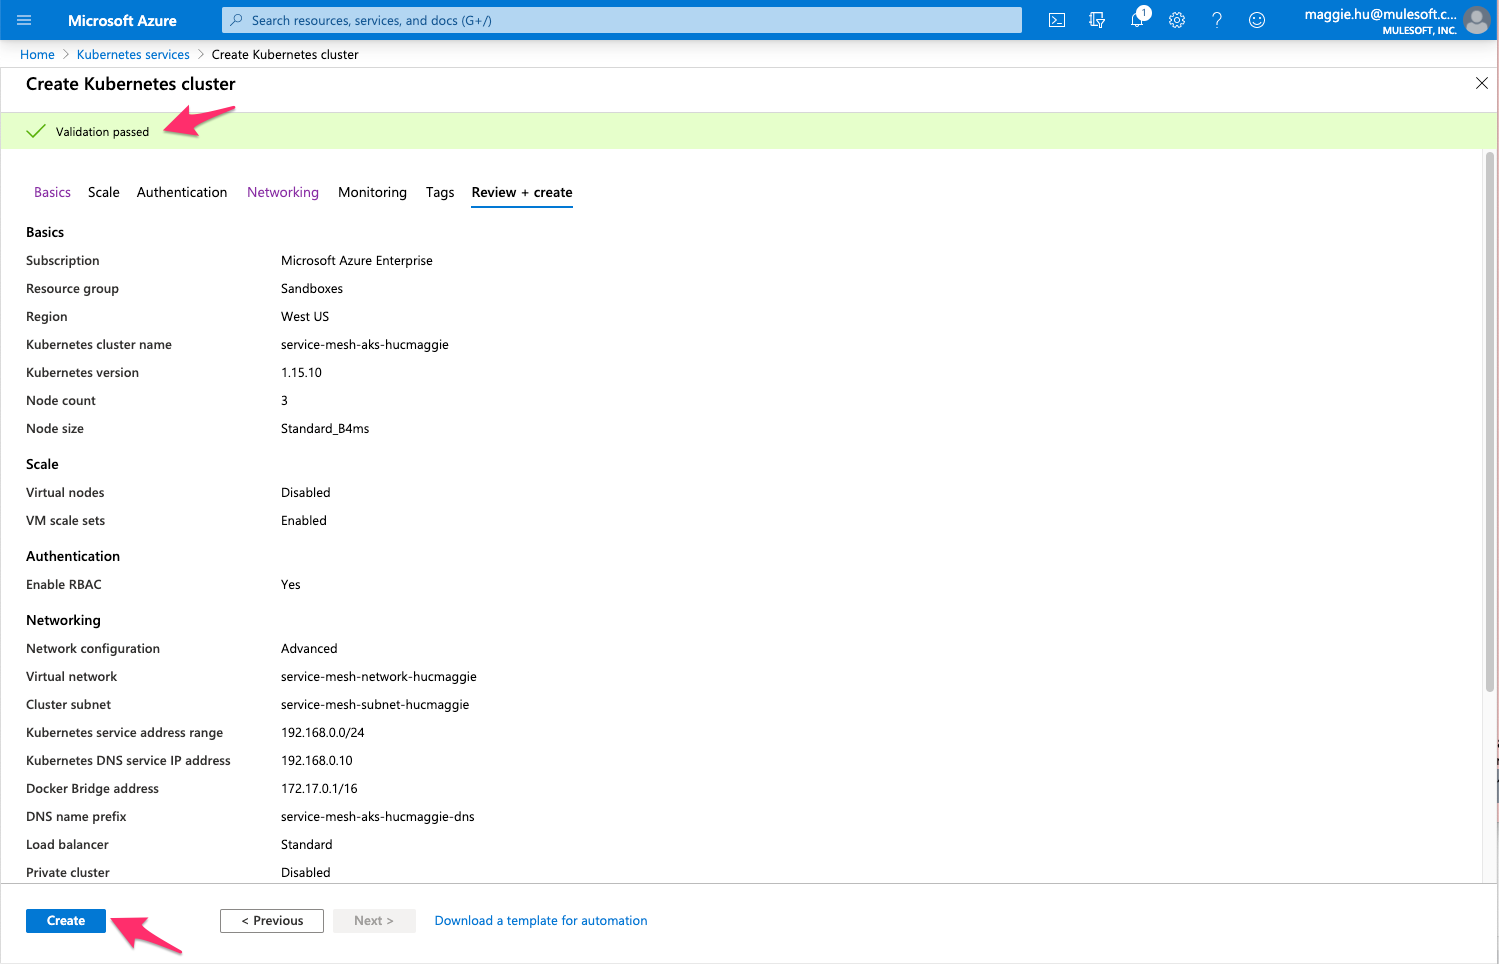 Microsoft Azure
Search resources, services, and docs (G+/)
1
maggie.hu@mulesoft.c...
MULESOFT, INC.
Home > Kubernetes services > Create Kubernetes cluster
Create Kubernetes cluster
Validation passed
Basics Scale Authentication Networking Monitoring Tags Review + create
Basics
Subscription Microsoft Azure Enterprise
Resource group Sandboxes
Region West US
Kubernetes cluster name service-mesh-aks-hucmaggie
Kubernetes version 1.15.10
Node count 3
Node size Standard_B4ms
Scale
Virtual nodes Disabled
VM scale sets Enabled
Authentication
Enable RBAC Yes
Networking
Network configuration Advanced
Virtual network service-mesh-network-hucmaggie
Cluster subnet service-mesh-subnet-hucmaggie
Kubernetes service address range 192.168.0.0/24
Kubernetes DNS service IP address 192.168.0.10
Docker Bridge address 172.17.0.1/16
DNS name prefix service-mesh-aks-hucmaggie-dns
Load balancer Standard
Private cluster Disabled
Create < Previous Next > Download a template for automation